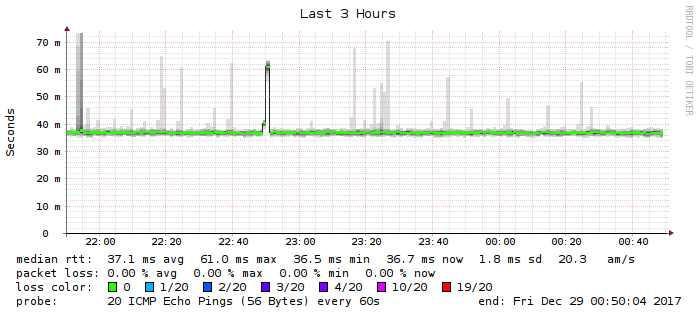 Last 3 Hours
RRDTOOL / TOBI OETIKER
Seconds
70 m
60 m
50 m
40 m
30 m
20 m
10 m
0
22:00 22:20 22:40 23:00 23:20 23:40 00:00 00:20 00:40
median rtt: 37.1 ms avg 61.0 ms max 36.5 ms min 36.7 ms now 1.8 ms sd 20.3 am/s
packet loss: 0.00 % avg 0.00 % max 0.00 % min 0.00 % now
loss color: 0 1/20 2/20 3/20 4/20 10/20 19/20
probe: 20 ICMP Echo Pings (56 Bytes) every 60s end: Fri Dec 29 00:50:04 2017